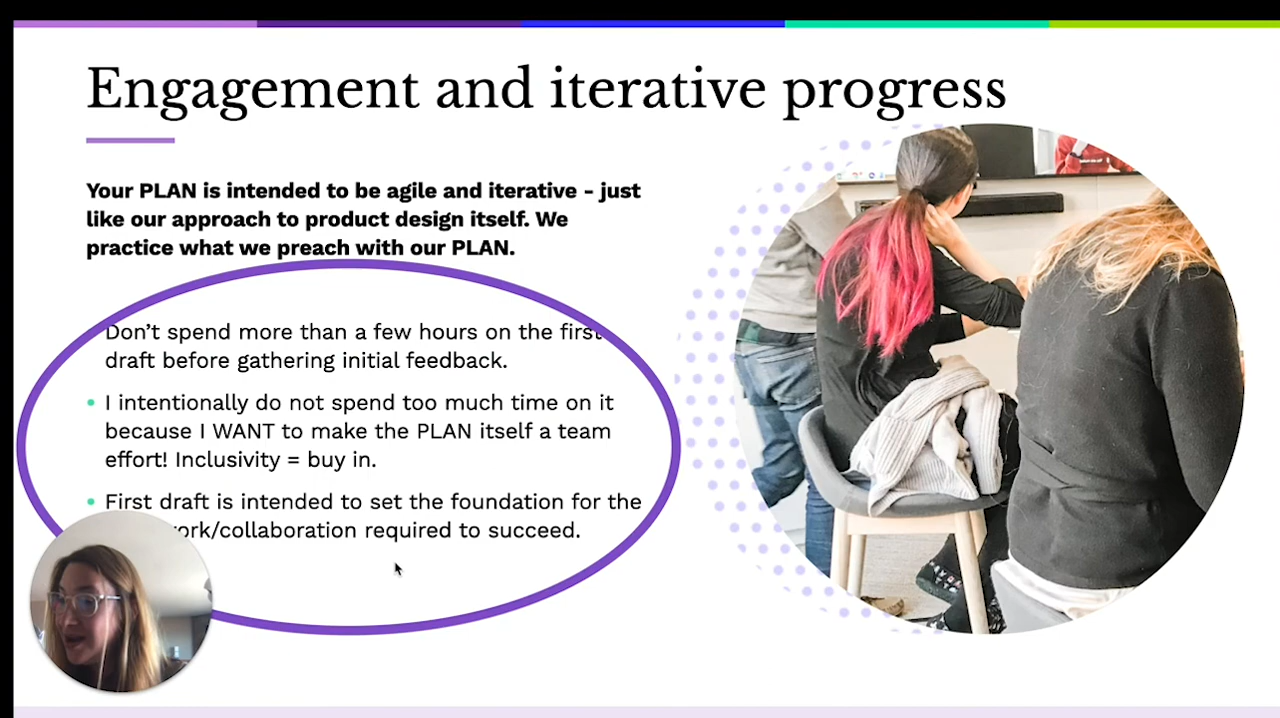 Engagement and iterative progress
Your PLAN is intended to be agile and iterative - just
like our approach to product design itself. We
practice what we preach with our PLAN.
Don't spend more than a few hours on the first
draft before gathering initial feedback.
• I intentionally do not spend too much time on it
because I WANT to make the PLAN itself a team
effort! Inclusivity = buy in.
• First draft is intended to set the foundation for the
/collaboration required to succeed.